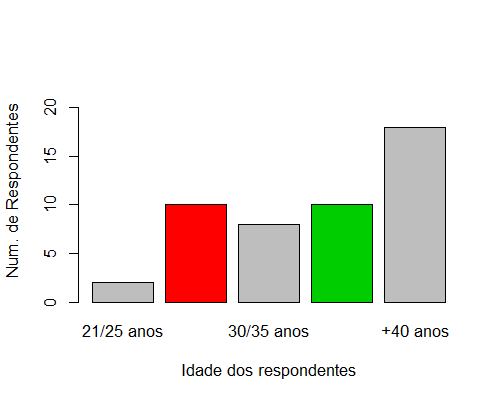 Num. de Respondentes
20
15
10
5
0
21/25 anos 30/35 anos +40 anos
Idade dos respondentes